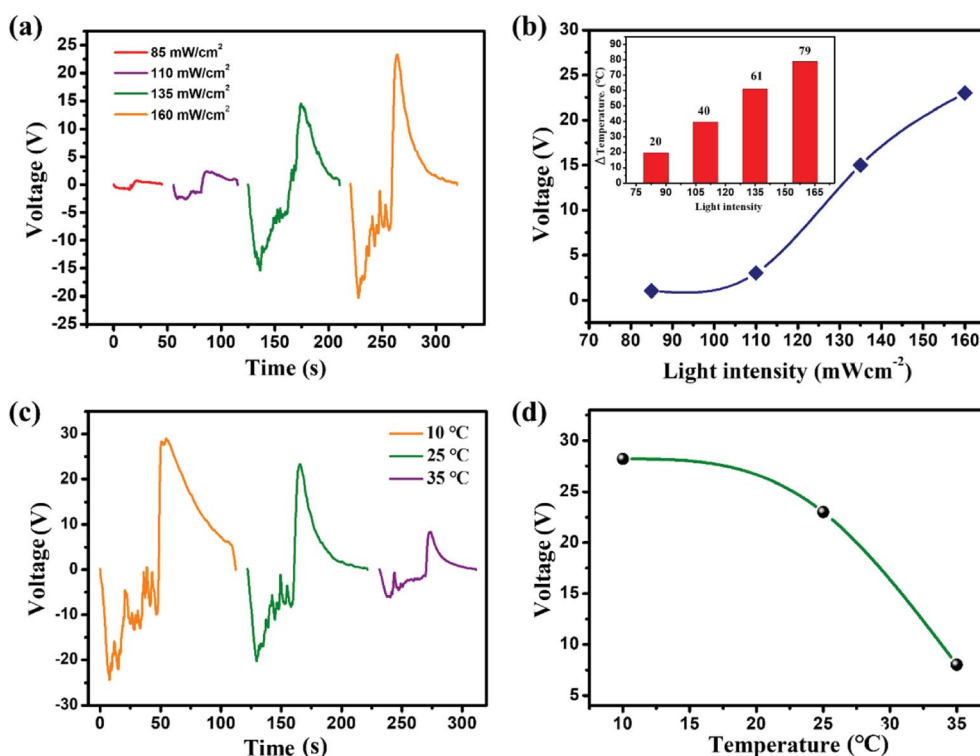 (a)
85 mW/cm²
110 mW/cm²
135 mW/cm²
160 mW/cm²
25
20
15
10
5
0
-5
-10
-15
-20
-25
Voltage (V)
0 50 100 150 200 250 300
Time (s)
(b)
30
25
20
15
10
5
0
Voltage (V)
90
80
70
60
50
40
30
20
10
0
Δ Temperature. (°C)
20 40 61 79
75 90 105 135 150 165
Light intensity
70 80 90 100 110 120 130 140 150 160
Light intensity (mWcm⁻²)
(c)
10 °C
25 °C
35 °C
30
20
10
0
-10
-20
-30
Voltage (V)
0 50 100 150 200 250 300
Time (s)
(d)
35
30
25
20
15
10
5
Voltage (V)
10 15 20 25 30 35
Temperature (°C)